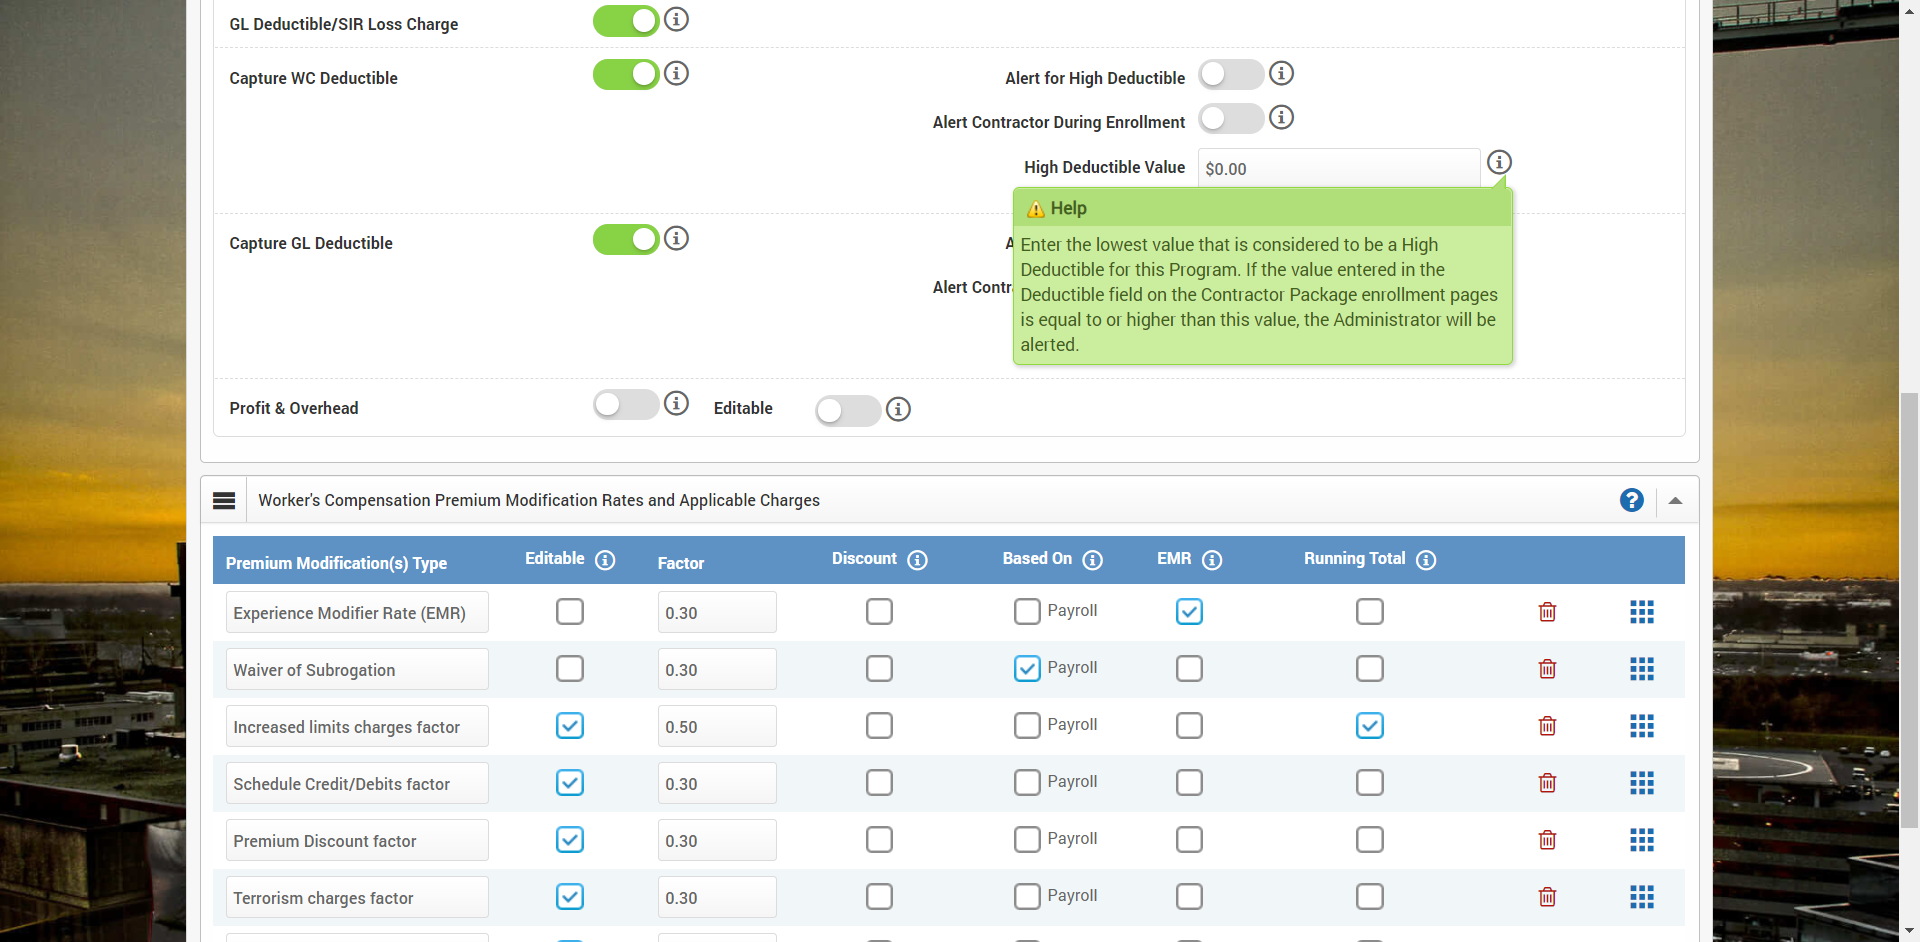 GL Deductible/SIR Loss Charge
Capture WC Deductible
Alert for High Deductible
Alert Contractor During Enrollment
High Deductible Value $0.00
Help
Enter the lowest value that is considered to be a High
Deductible for this Program. If the value entered in the
Deductible field on the Contractor Package enrollment pages
is equal to or higher than this value, the Administrator will be
alerted.
Capture GL Deductible
A
Alert Contr
Profit & Overhead Editable
Worker's Compensation Premium Modification Rates and Applicable Charges
Premium Modification(s) Type Editable Factor Discount Based On EMR Running Total
Experience Modifier Rate (EMR) 0.30 Payroll
Waiver of Subrogation 0.30 Payroll
Increased limits charges factor 0.50 Payroll
Schedule Credit/Debits factor 0.30 Payroll
Premium Discount factor 0.30 Payroll
Terrorism charges factor 0.30 Payroll